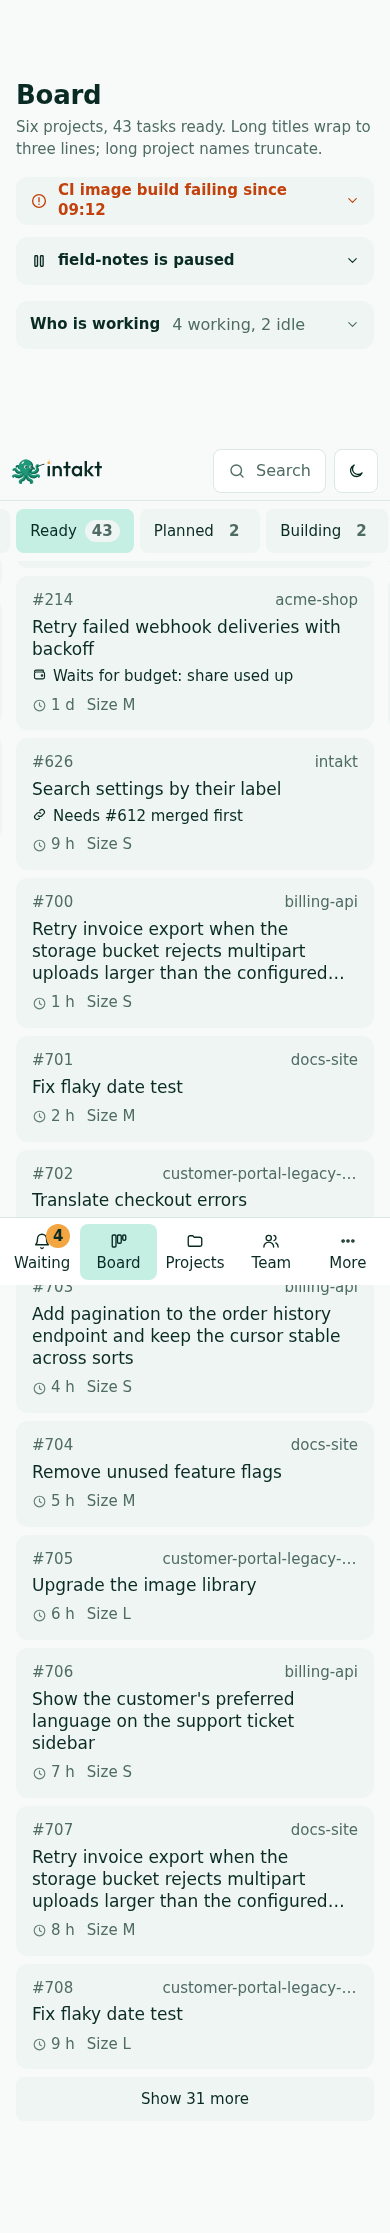 Board
Six projects, 43 tasks ready. Long titles wrap to
three lines; long project names truncate.
CI image build failing since
09:12
field-notes is paused
Who is working 4 working, 2 idle
intakt
Search
Ready 43
Planned 2
Building 2
#214 acme-shop
Retry failed webhook deliveries with
backoff
Waits for budget: share used up
1 d Size M
#626 intakt
Search settings by their label
Needs #612 merged first
9 h Size S
#700 billing-api
Retry invoice export when the
storage bucket rejects multipart
uploads larger than the configured…
1 h Size S
#701 docs-site
Fix flaky date test
2 h Size M
#702 customer-portal-legacy-…
Translate checkout errors
4
Waiting
Board
Projects
Team
More
#703 billing-api
Add pagination to the order history
endpoint and keep the cursor stable
across sorts
4 h Size S
#704 docs-site
Remove unused feature flags
5 h Size M
#705 customer-portal-legacy-…
Upgrade the image library
6 h Size L
#706 billing-api
Show the customer's preferred
language on the support ticket
sidebar
7 h Size S
#707 docs-site
Retry invoice export when the
storage bucket rejects multipart
uploads larger than the configured…
8 h Size M
#708 customer-portal-legacy-…
Fix flaky date test
9 h Size L
Show 31 more